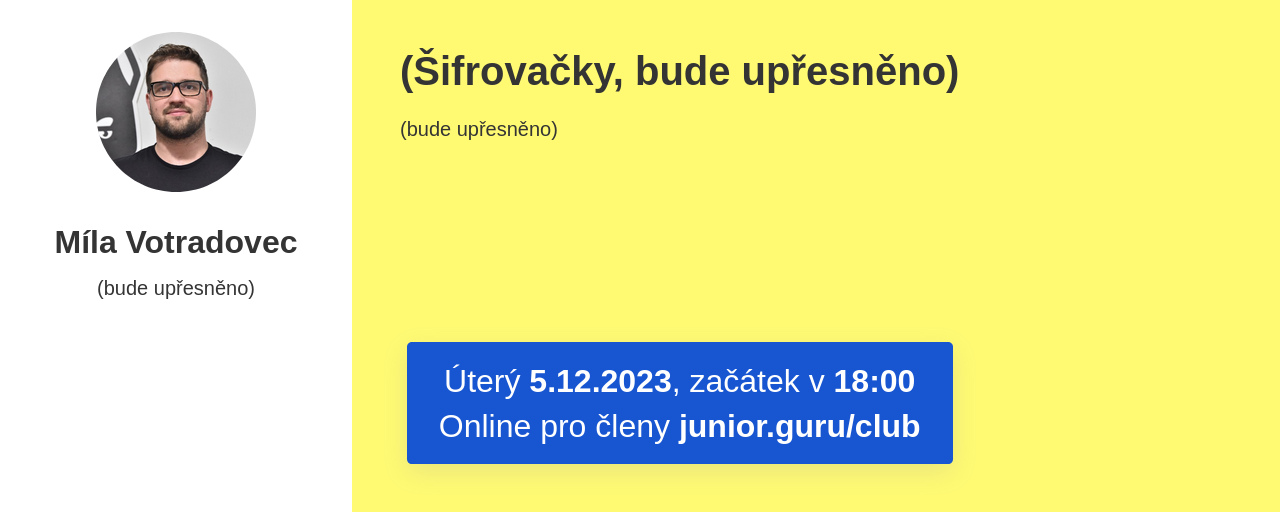 Míla Votradovec
(bude upřesněno)
(Šifrovačky, bude upřesněno)
(bude upřesněno)
Úterý 5.12.2023, začátek v 18:00
Online pro členy junior.guru/club